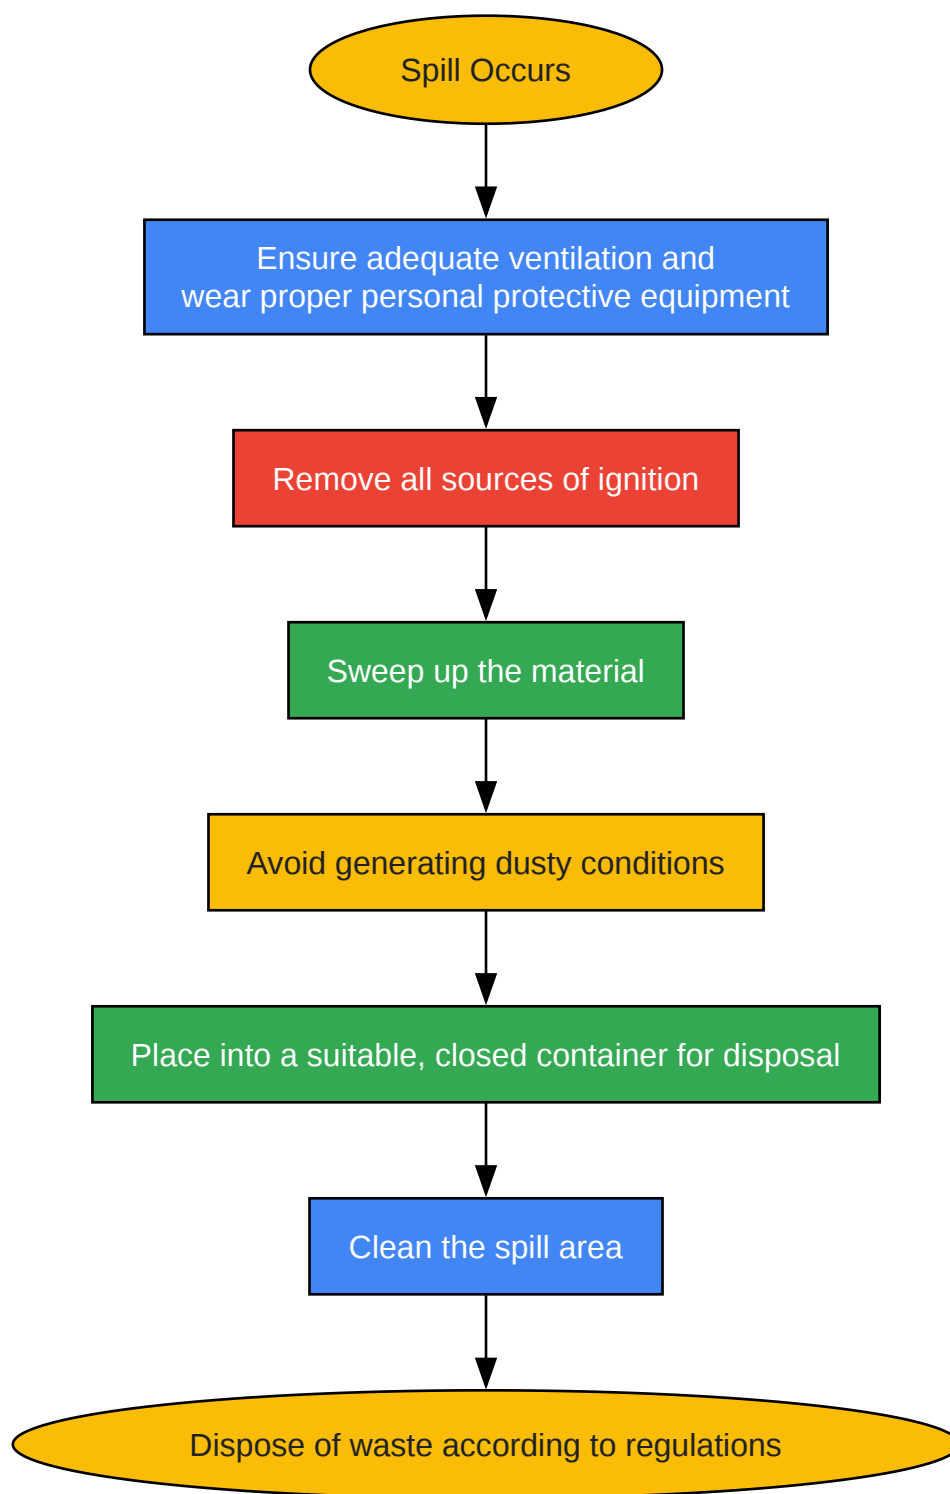 Spill Occurs
Ensure adequate ventilation and
wear proper personal protective equipment
Remove all sources of ignition
Sweep up the material
Avoid generating dusty conditions
Place into a suitable, closed container for disposal
Clean the spill area
Dispose of waste according to regulations